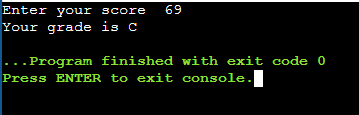 Enter your score  69
Your grade is C
...Program finished with exit code 0
Press ENTER to exit console.